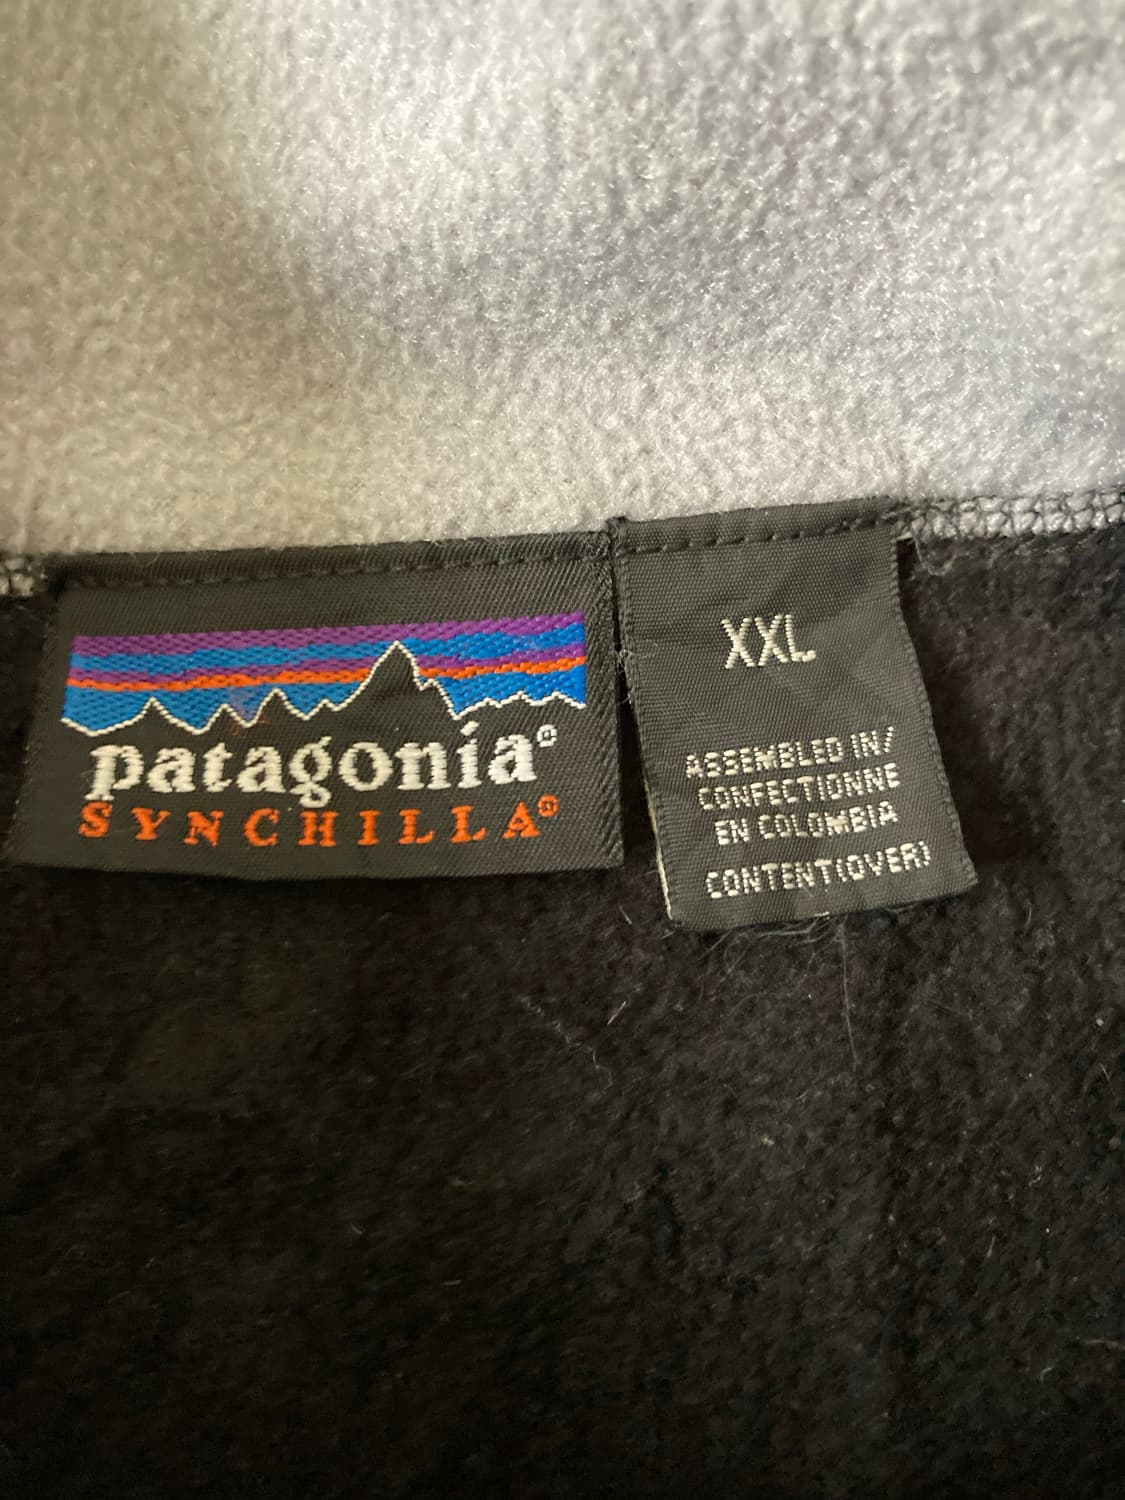 patagonia®
SYNCHILLA®
XXL
ASSEMBLED IN/
CONFECTIONNE
EN COLOMBIA
CONTENT(OVER)